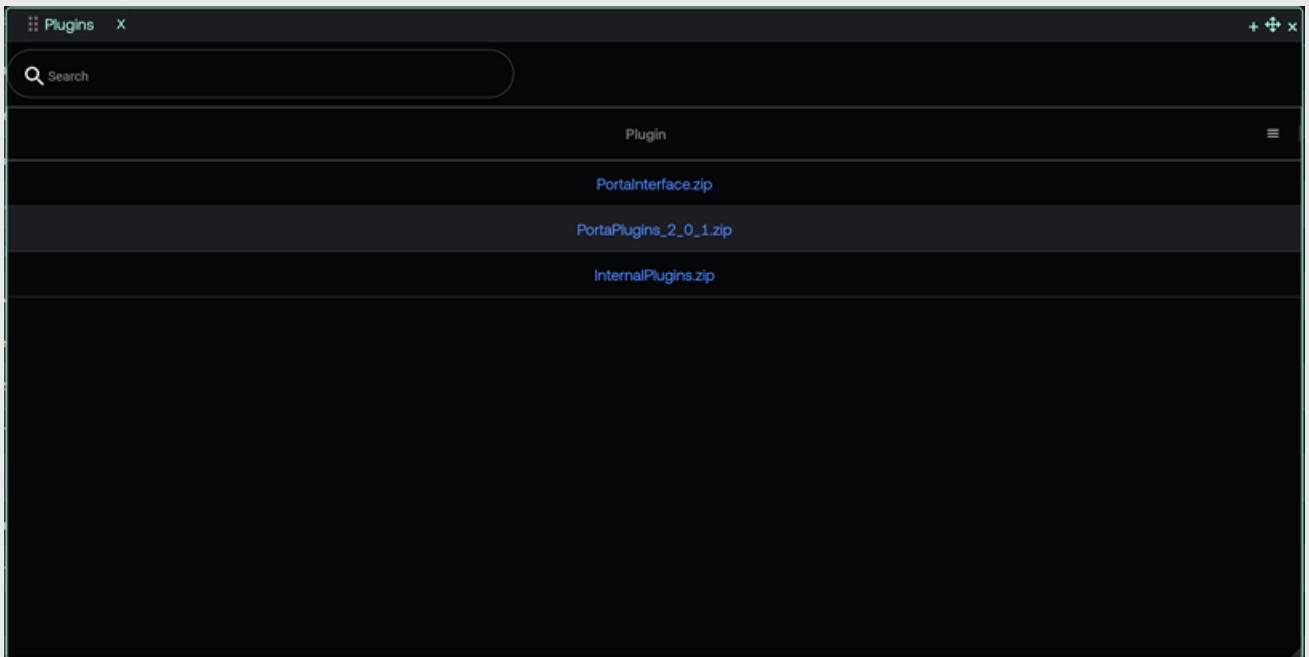 Plugins X
Search
Plugin
PortaInterface.zip
PortaPlugins_2_0_1.zip
InternalPlugins.zip